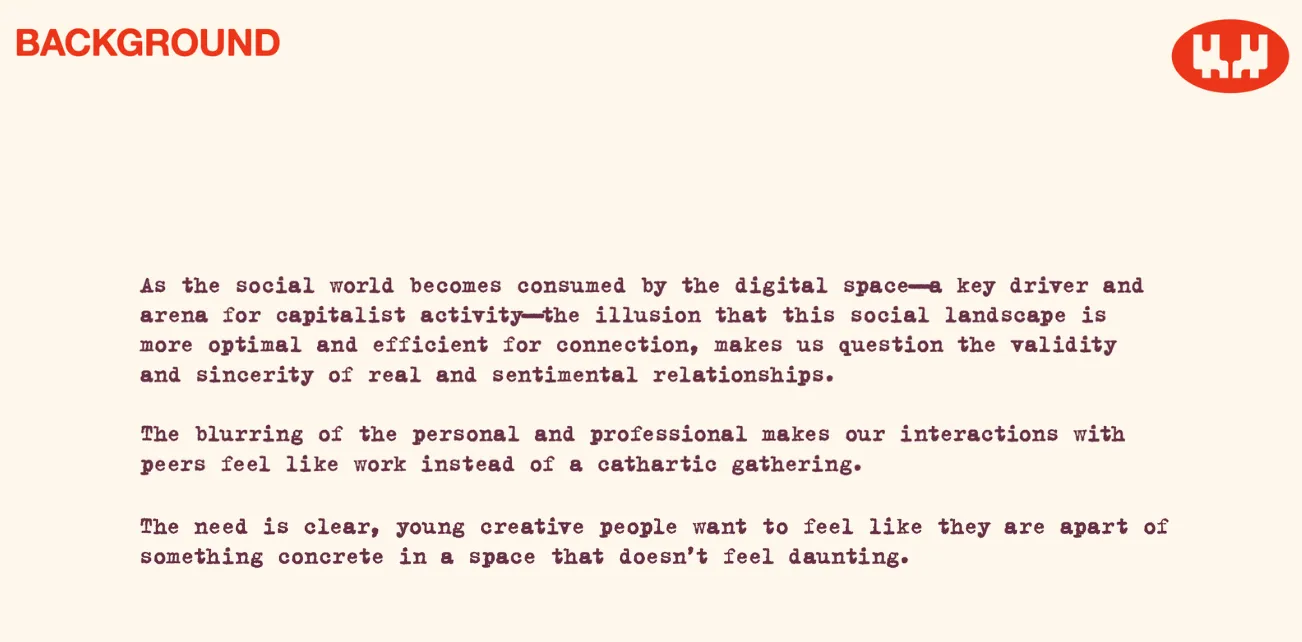 BACKGROUND
As the social world becomes consumed by the digital space—a key driver and
arena for capitalist activity—the illusion that this social landscape is
more optimal and efficient for connection, makes us question the validity
and sincerity of real and sentimental relationships.
The blurring of the personal and professional makes our interactions with
peers feel like work instead of a cathartic gathering.
The need is clear, young creative people want to feel like they are apart of
something concrete in a space that doesn't feel daunting.